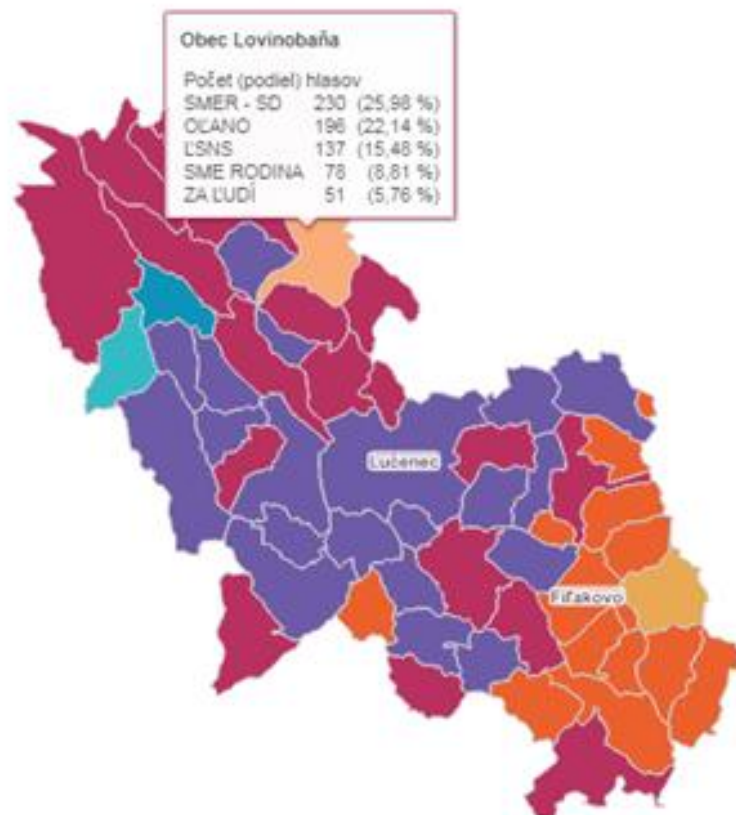 Obec Lovinobaňa
Počet (podiel) hlasov
SMER - SD 230 (25,98 %)
OĽANO 196 (22,14 %)
ĽSNS 137 (15,48 %)
SME RODINA 78 (8,81 %)
ZA ĽUDÍ 51 (5,76 %)
Lučenec
Fiľakovo